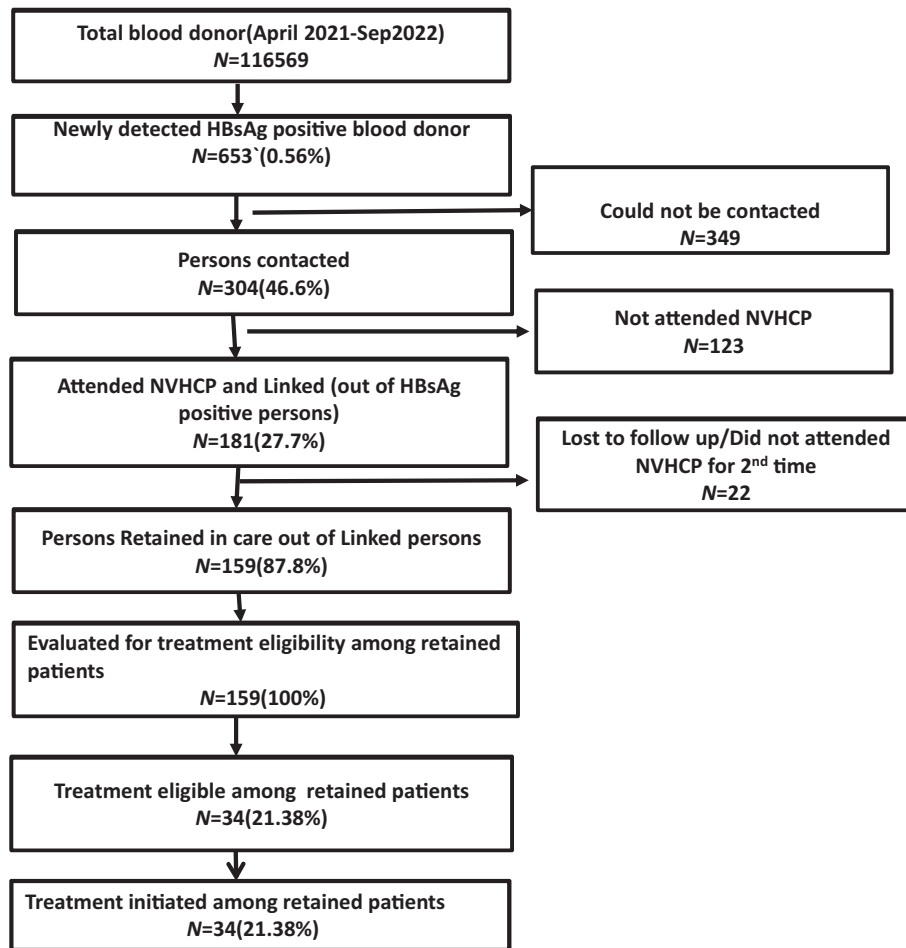 Total blood donor(April 2021-Sep2022)
N=116569
Newly detected HBsAg positive blood donor
N=653`(0.56%)
Could not be contacted
N=349
Persons contacted
N=304(46.6%)
Not attended NVHCP
N=123
Attended NVHCP and Linked (out of HBsAg
positive persons)
N=181(27.7%)
Lost to follow up/Did not attended
NVHCP for 2nd time
N=22
Persons Retained in care out of Linked persons
N=159(87.8%)
Evaluated for treatment eligibility among retained
patients
N=159(100%)
Treatment eligible among retained patients
N=34(21.38%)
Treatment initiated among retained patients
N=34(21.38%)